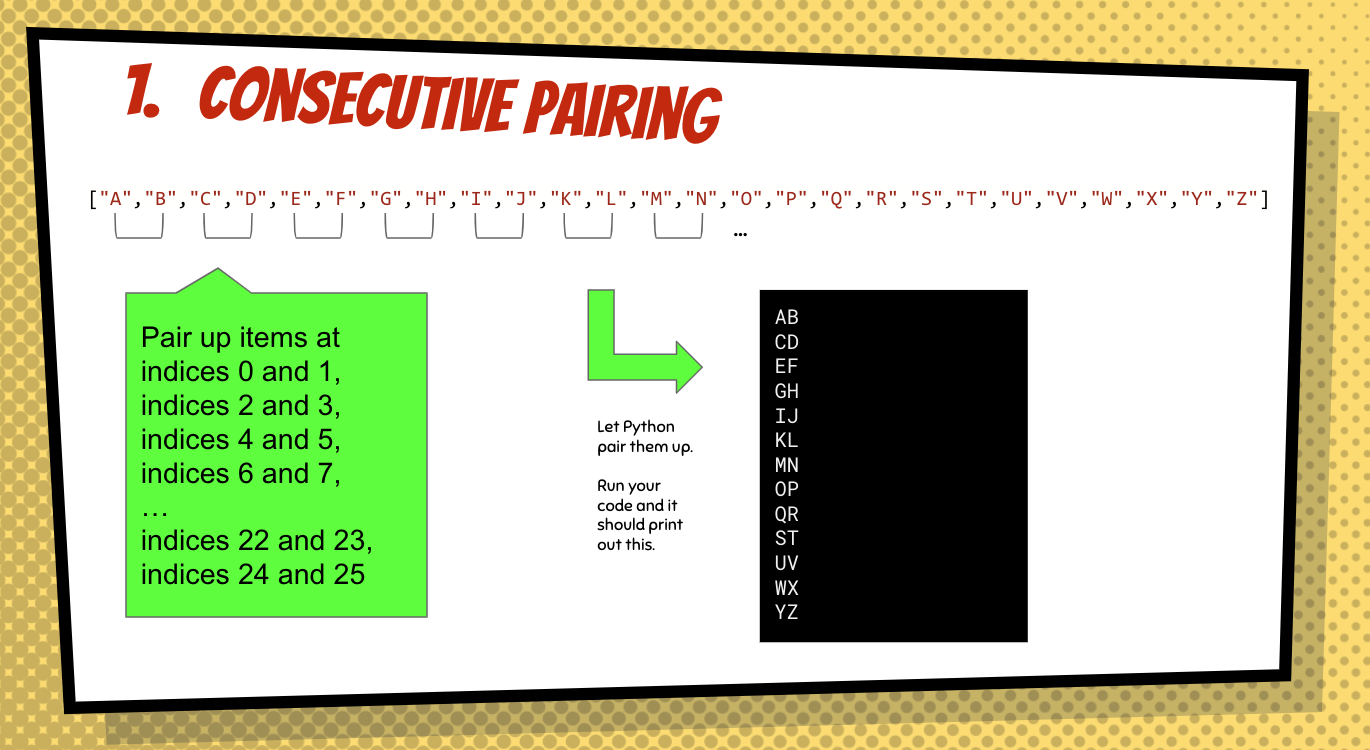 1. CONSECUTIVE PAIRING
["A","B","C","D","E","F","G","H","I","J","K","L","M","N","O","P","Q","R","S","T","U","V","W","X","Y","Z"]
...
Pair up items at
indices 0 and 1,
indices 2 and 3,
indices 4 and 5,
indices 6 and 7,
…
indices 22 and 23,
indices 24 and 25
Let Python
pair them up.
Run your
code and it
should print
out this.
AB
CD
EF
GH
IJ
KL
MN
OP
QR
ST
UV
WX
YZ